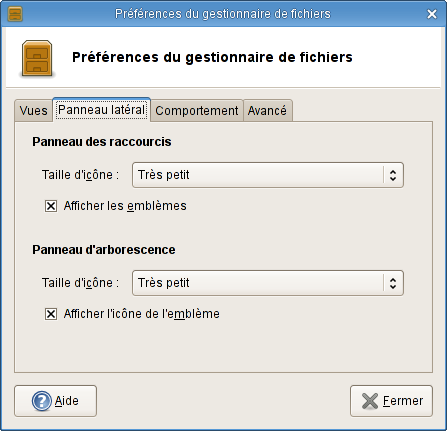 Préférences du gestionnaire de fichiers
Préférences du gestionnaire de fichiers
Vues Panneau latéral Comportement Avancé
Panneau des raccourcis
Taille d'icône : Très petit
Afficher les emblèmes
Panneau d'arborescence
Taille d'icône : Très petit
Afficher l'icône de l'emblème
Aide Fermer